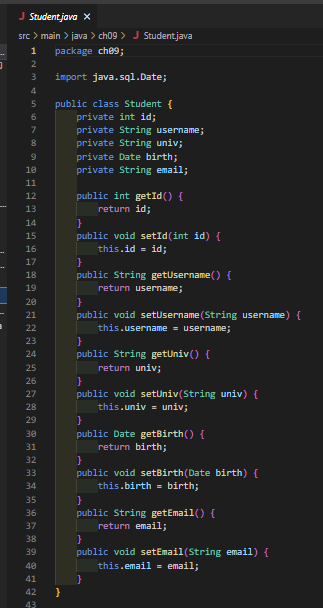 Student.java
src > main > java > ch09 > Student.java
1 package ch09;
2
3 import java.sql.Date;
4
5 public class Student {
6 private int id;
7 private String username;
8 private String univ;
9 private Date birth;
10 private String email;
11
12 public int getId() {
13 return id;
14 }
15 public void setId(int id) {
16 this.id = id;
17 }
18 public String getUsername() {
19 return username;
20 }
21 public void setUsername(String username) {
22 this.username = username;
23 }
24 public String getUniv() {
25 return univ;
26 }
27 public void setUniv(String univ) {
28 this.univ = univ;
29 }
30 public Date getBirth() {
31 return birth;
32 }
33 public void setBirth(Date birth) {
34 this.birth = birth;
35 }
36 public String getEmail() {
37 return email;
38 }
39 public void setEmail(String email) {
40 this.email = email;
41 }
42 }
43